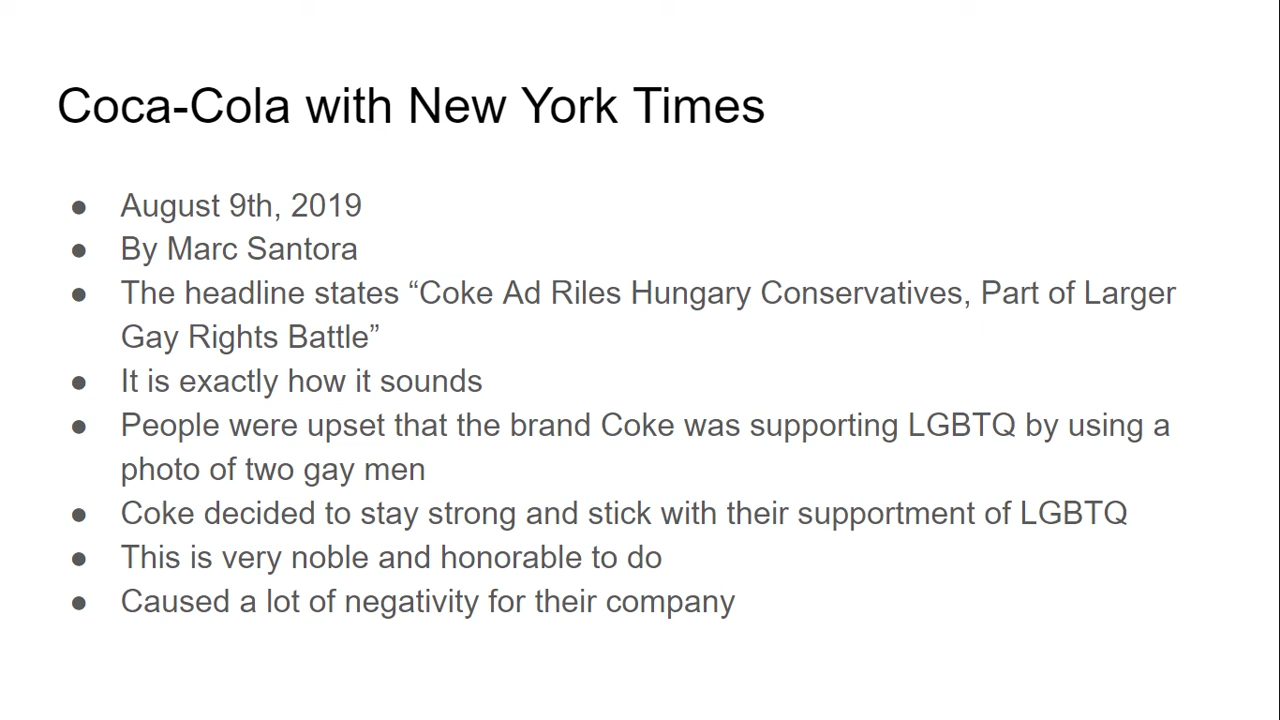 Coca-Cola with New York Times
● August 9th, 2019
● By Marc Santora
● The headline states “Coke Ad Riles Hungary Conservatives, Part of Larger
Gay Rights Battle”
● It is exactly how it sounds
● People were upset that the brand Coke was supporting LGBTQ by using a
photo of two gay men
● Coke decided to stay strong and stick with their supportment of LGBTQ
● This is very noble and honorable to do
● Caused a lot of negativity for their company